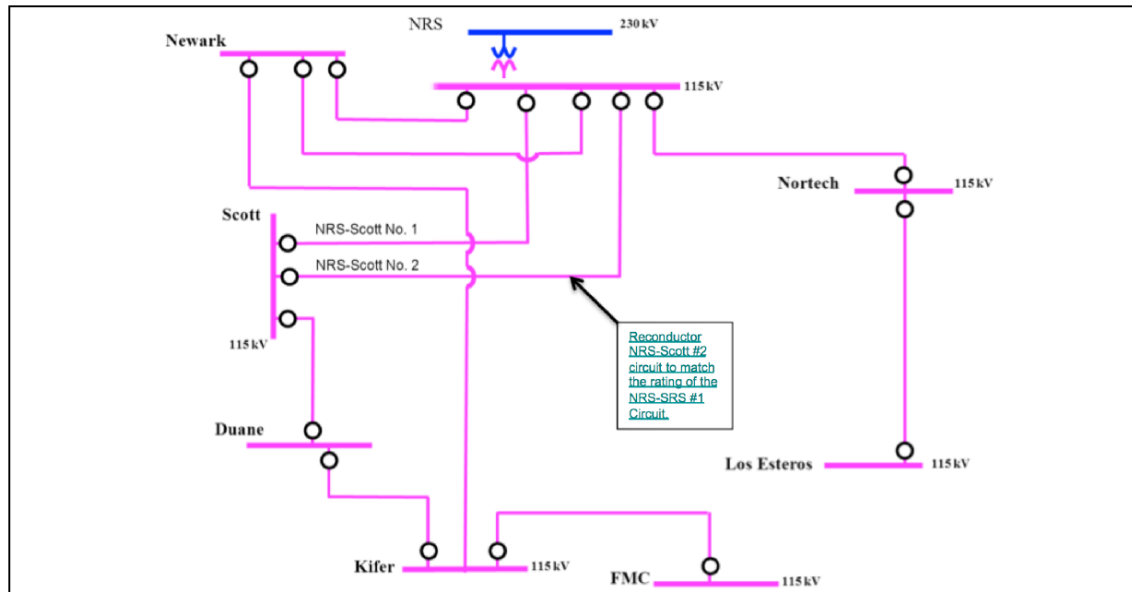 NRS
230 kV
Newark
115 kV
Nortech
115 kV
Scott
NRS-Scott No. 1
NRS-Scott No. 2
115 kV
Reconductor
NRS-Scott #2
circuit to match
the rating of the
NRS-SRS #1
Circuit.
Duane
Los Esteros
115 kV
Kifer
115 kV
FMC
115 kV